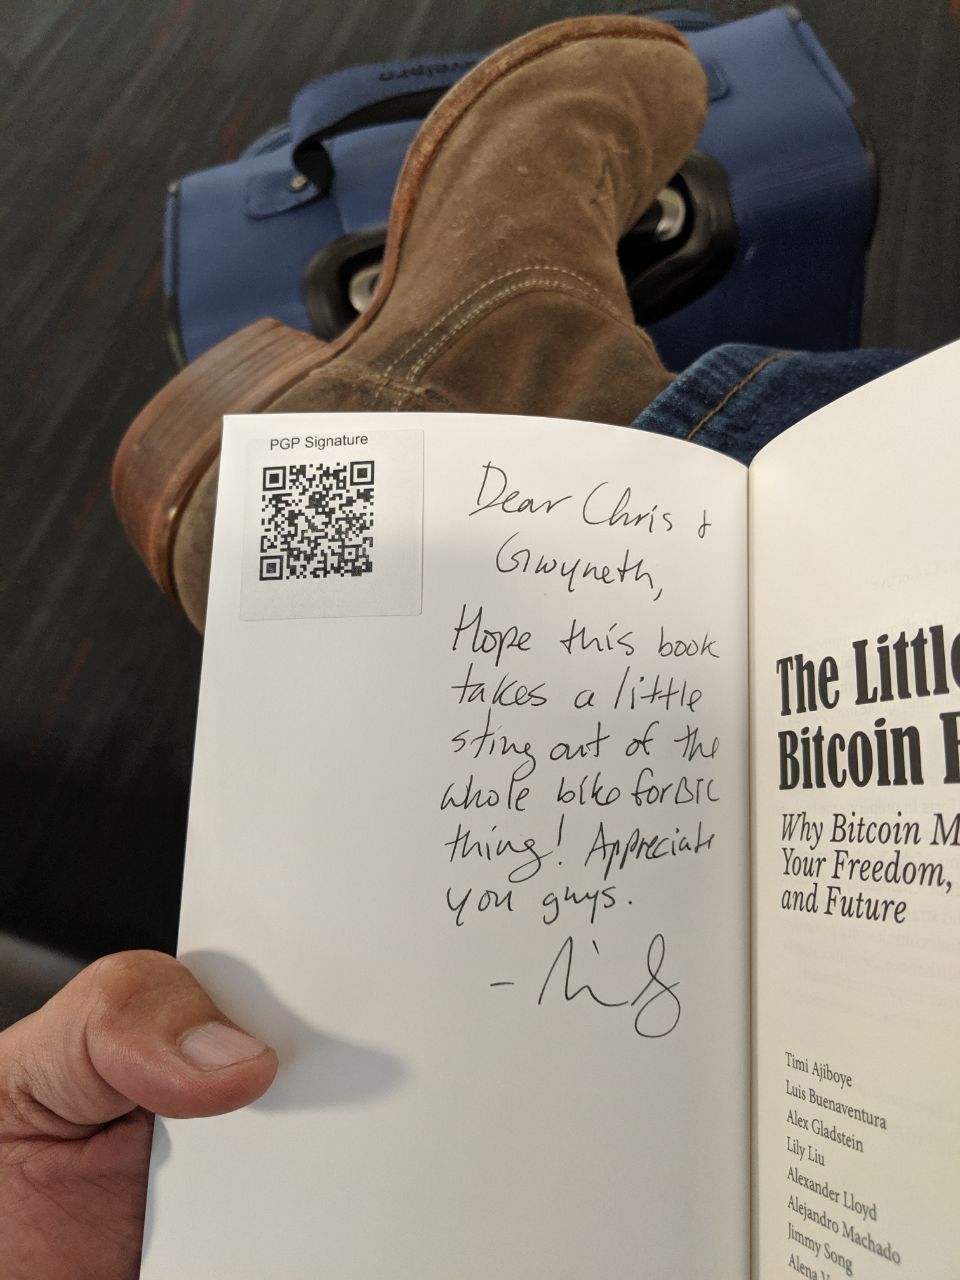 PGP Signature
Dear Chris &
Gwyneth,
Hope this book
takes a little
sting out of the
whole bike for BTC
thing! Appreciate
you guys.
The Little
Bitcoin
Why Bitcoin M
Your Freedom,
and Future
Timi Ajiboye
Luis Buenaventura
Alex Gladstein
Lily Liu
Alexander Lloyd
Alejandro Machado
Jimmy Song
Alena